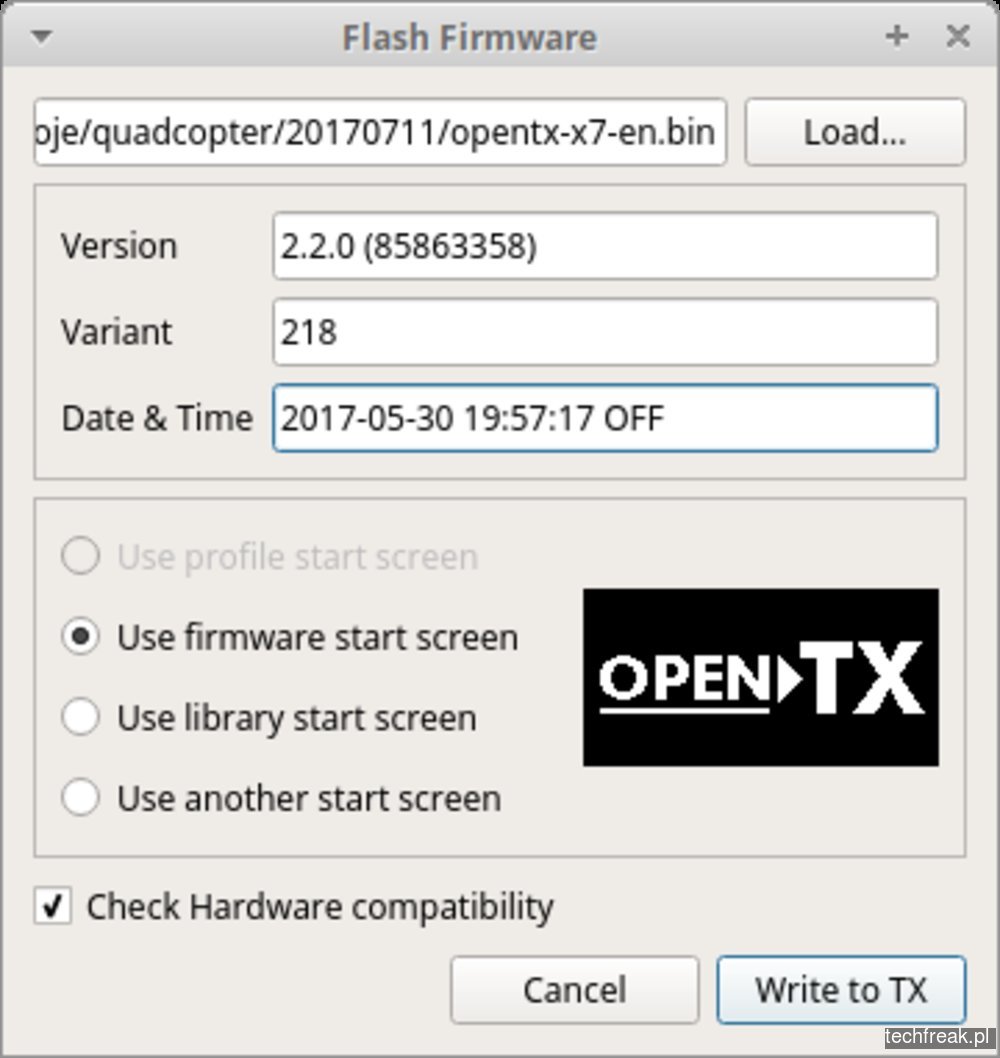 Flash Firmware
oje/quadcopter/20170711/opentx-x7-en.bin Load...
Version 2.2.0 (85863358)
Variant 218
Date & Time 2017-05-30 19:57:17 OFF
Use profile start screen
Use firmware start screen
OPEN TX
Use library start screen
Use another start screen
Check Hardware compatibility
Cancel Write to TX
techfreak.pl